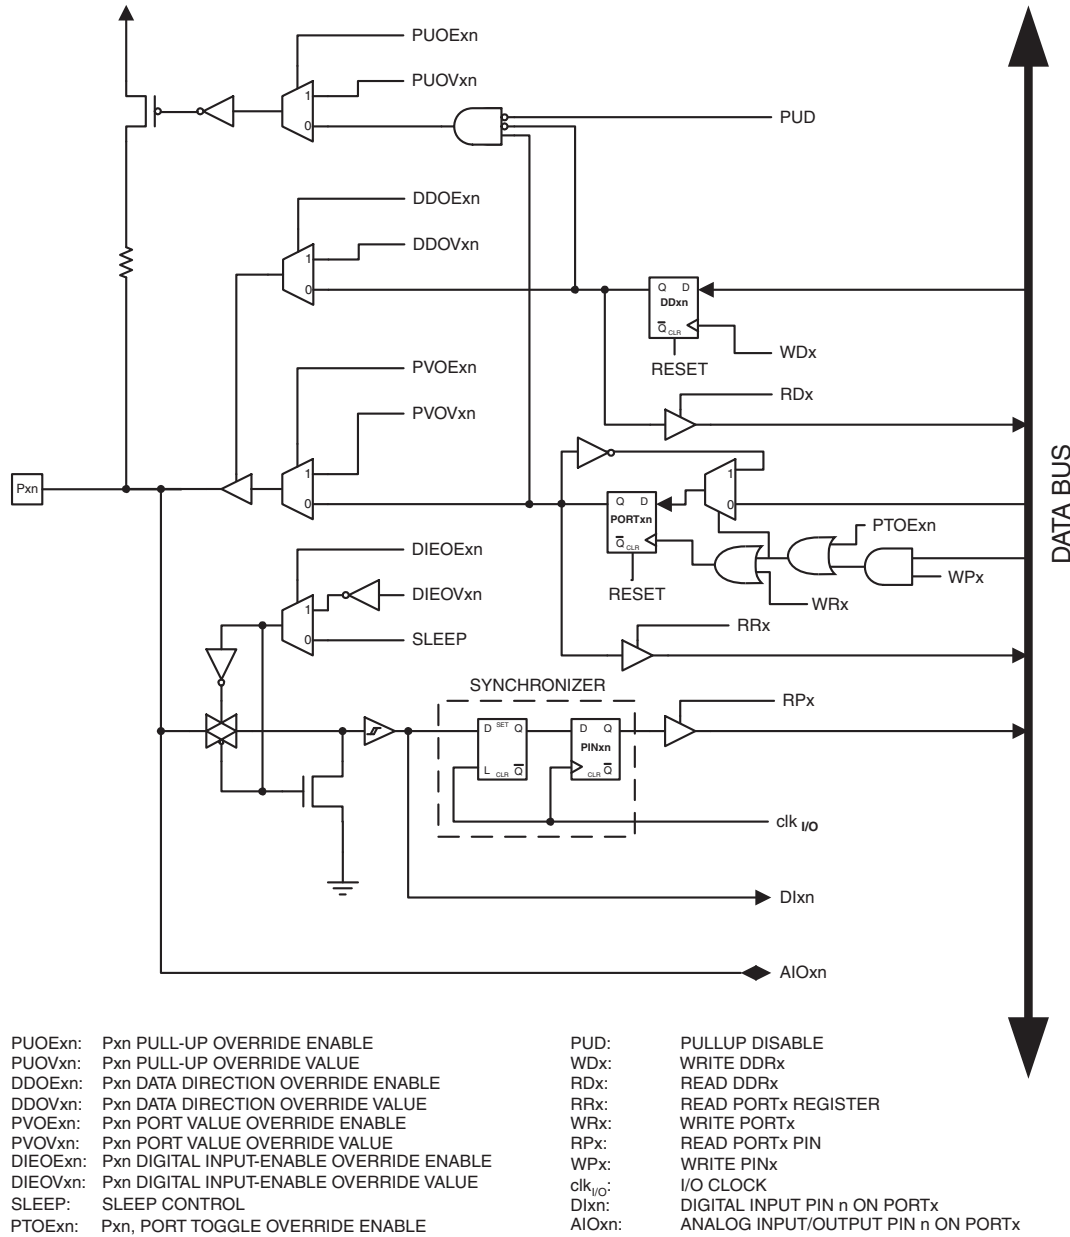 PUOExn
PUOVxn
1
0
PUD
DDOExn
DDOVxn
1
0
Q D
DDxn
Q CLR
RESET
WDx
RDx
PVOExn
PVOVxn
1
0
Pxn
Q D
PORTxn
Q CLR
RESET
1
0
PTOExn
WPx
WRx
RRx
DATA BUS
DIEOExn
DIEOVxn
1
0
SLEEP
SYNCHRONIZER
D SET Q
L CLR Q
D Q
PINxn
CLR Q
RPx
clk I/O
DIxn
AIOxn
PUOExn: Pxn PULL-UP OVERRIDE ENABLE
PUOVxn: Pxn PULL-UP OVERRIDE VALUE
DDOExn: Pxn DATA DIRECTION OVERRIDE ENABLE
DDOVxn: Pxn DATA DIRECTION OVERRIDE VALUE
PVOExn: Pxn PORT VALUE OVERRIDE ENABLE
PVOVxn: Pxn PORT VALUE OVERRIDE VALUE
DIEOExn: Pxn DIGITAL INPUT-ENABLE OVERRIDE ENABLE
DIEOVxn: Pxn DIGITAL INPUT-ENABLE OVERRIDE VALUE
SLEEP: SLEEP CONTROL
PTOExn: Pxn, PORT TOGGLE OVERRIDE ENABLE
PUD: PULLUP DISABLE
WDx: WRITE DDRx
RDx: READ DDRx
RRx: READ PORTx REGISTER
WRx: WRITE PORTx
RPx: READ PORTx PIN
WPx: WRITE PINx
clkI/O: I/O CLOCK
DIxn: DIGITAL INPUT PIN n ON PORTx
AIOxn: ANALOG INPUT/OUTPUT PIN n ON PORTx